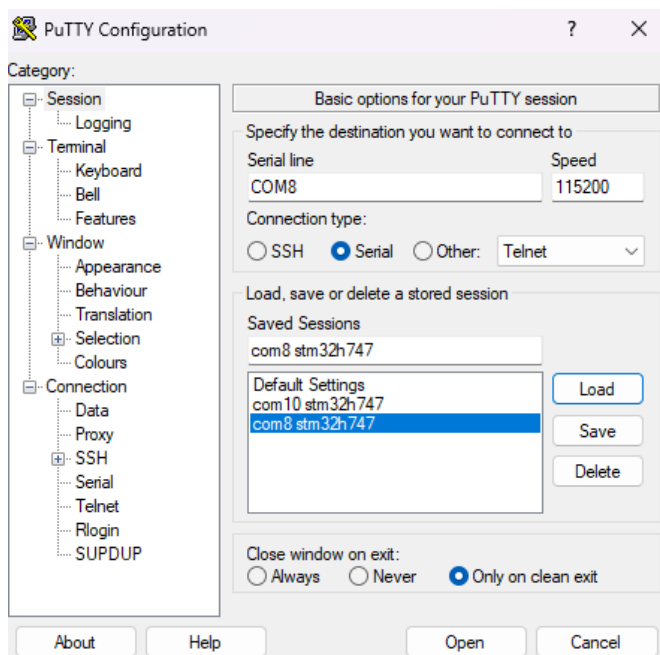 PuTTY Configuration ? ×
Category:
Session
Logging
Terminal
Keyboard
Bell
Features
Window
Appearance
Behaviour
Translation
Selection
Colours
Connection
Data
Proxy
SSH
Serial
Telnet
Rlogin
SUPDUP
Basic options for your PuTTY session
Specify the destination you want to connect to
Serial line Speed
COM8 115200
Connection type:
SSH Serial Other: Telnet
Load, save or delete a stored session
Saved Sessions
com8 stm32h747
Default Settings
com10 stm32h747
com8 stm32h747
Load
Save
Delete
Close window on exit:
Always Never Only on clean exit
About Help Open Cancel